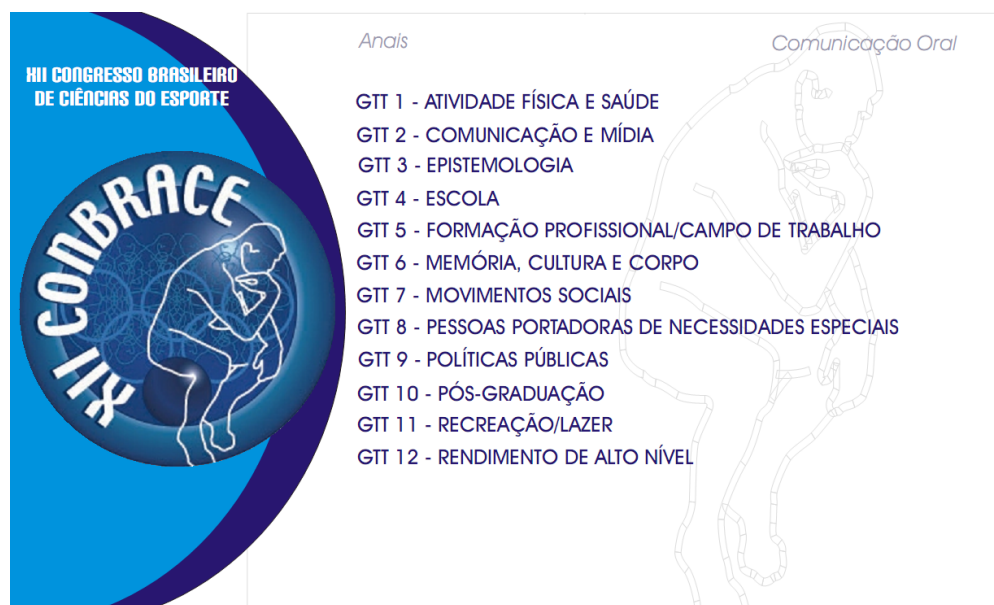 XII CONGRESSO BRASILEIRO
DE CIÊNCIAS DO ESPORTE
XII CONBRACE
Anais
Comunicação Oral
GTT 1 - ATIVIDADE FÍSICA E SAÚDE
GTT 2 - COMUNICAÇÃO E MÍDIA
GTT 3 - EPISTEMOLOGIA
GTT 4 - ESCOLA
GTT 5 - FORMAÇÃO PROFISSIONAL/CAMPO DE TRABALHO
GTT 6 - MEMÓRIA, CULTURA E CORPO
GTT 7 - MOVIMENTOS SOCIAIS
GTT 8 - PESSOAS PORTADORAS DE NECESSIDADES ESPECIAIS
GTT 9 - POLÍTICAS PÚBLICAS
GTT 10 - PÓS-GRADUAÇÃO
GTT 11 - RECREAÇÃO/LAZER
GTT 12 - RENDIMENTO DE ALTO NÍVEL